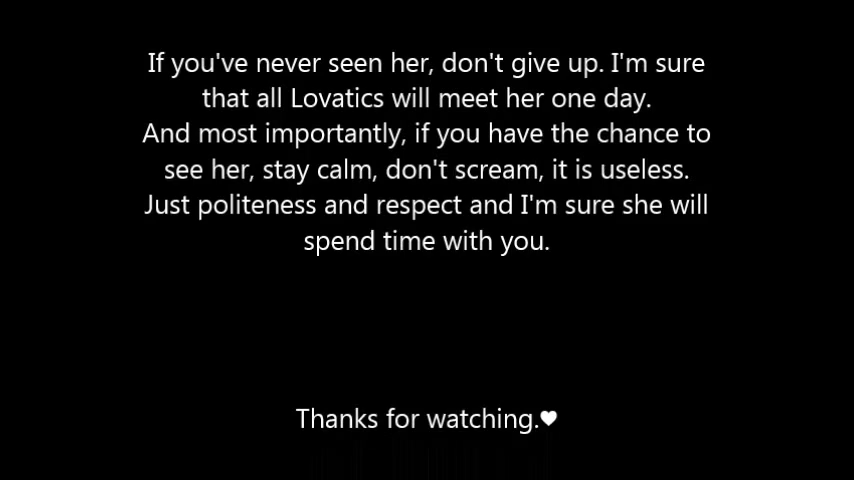 If you've never seen her, don't give up. I'm sure
that all Lovatics will meet her one day.
And most importantly, if you have the chance to
see her, stay calm, don't scream, it is useless.
Just politeness and respect and I'm sure she will
spend time with you.
Thanks for watching.♥